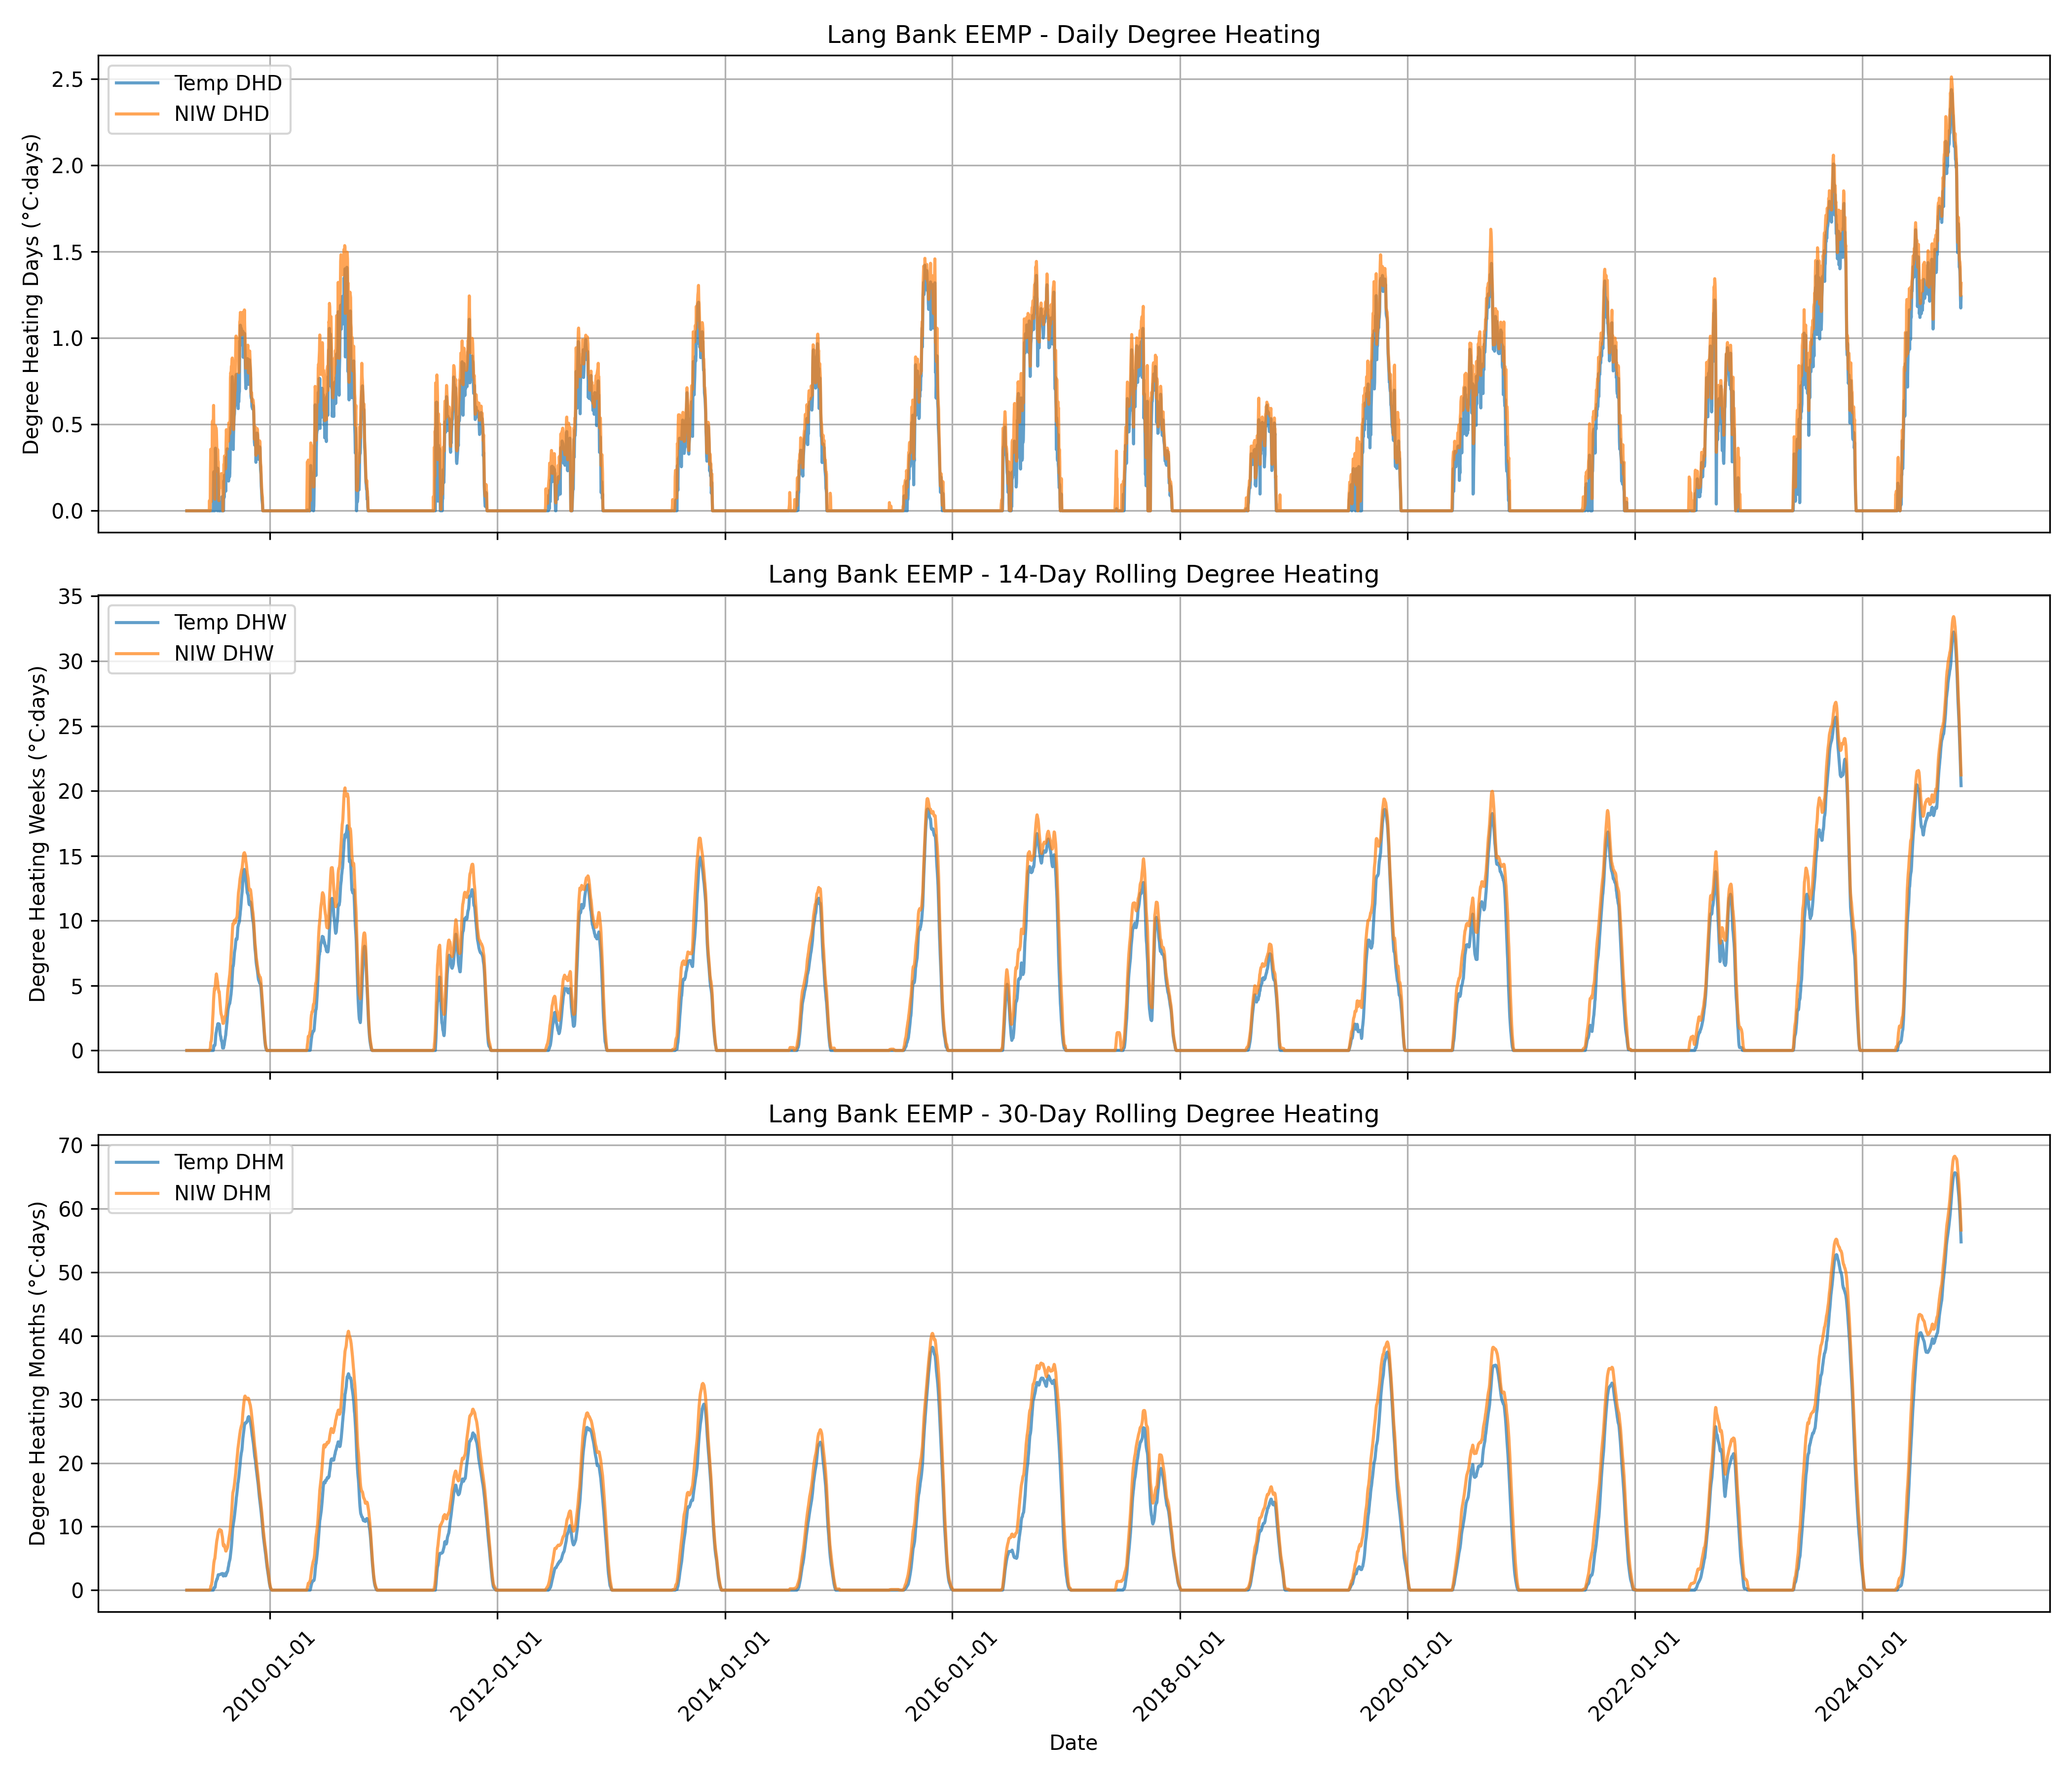 Lang Bank EEMP - Daily Degree Heating
Degree Heating Days (°C·days)
2.5
2.0
1.5
1.0
0.5
0.0
Temp DHD
NIW DHD
Lang Bank EEMP - 14-Day Rolling Degree Heating
Degree Heating Weeks (°C·days)
35
30
25
20
15
10
5
0
Temp DHW
NIW DHW
Lang Bank EEMP - 30-Day Rolling Degree Heating
Degree Heating Months (°C·days)
70
60
50
40
30
20
10
0
Temp DHM
NIW DHM
2010-01-01
2012-01-01
2014-01-01
2016-01-01
2018-01-01
2020-01-01
2022-01-01
2024-01-01
Date